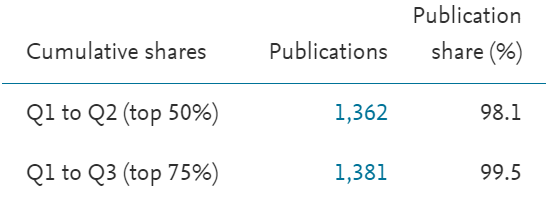 Publication
Cumulative shares Publications share (%)
Q1 to Q2 (top 50%) 1,362 98.1
Q1 to Q3 (top 75%) 1,381 99.5